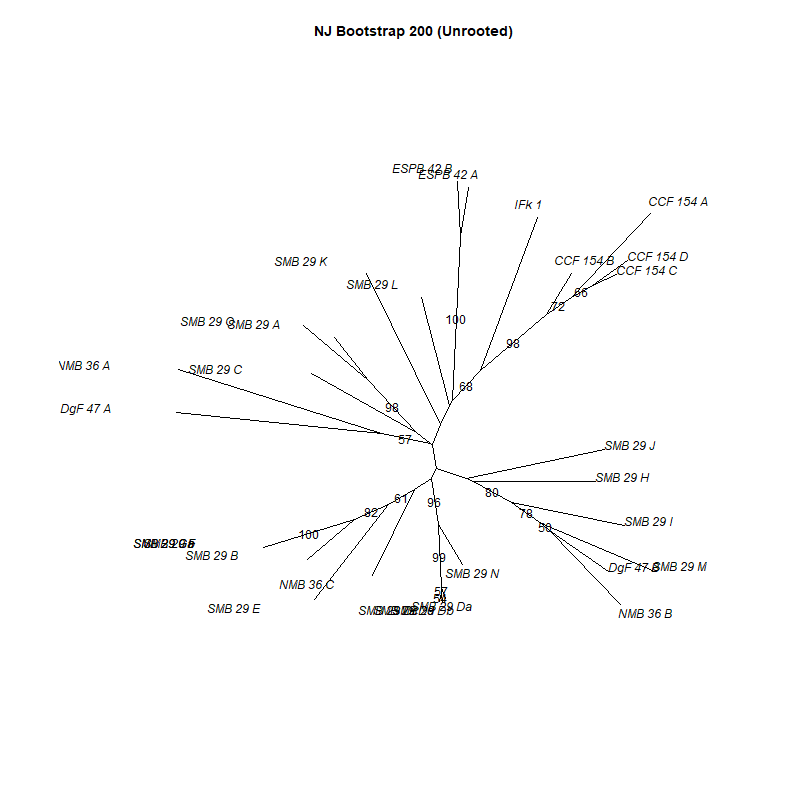 NJ Bootstrap 200 (Unrooted)
ESPB 42 B
ESPB 42 A
IFk 1
CCF 154 A
CCF 154 B
CCF 154 D
CCF 154 C
66
72
98
68
100
SMB 29 K
SMB 29 L
SMB 29 A
SMB 29
NMB 36 A
SMB 29 C
DgF 47 A
98
57
SMB 29 J
SMB 29 H
80
SMB 29 I
78
50
DgF 47 B
SMB 29 M
NMB 36 B
61
82
100
96
99
SMB 29 B
SMB 29 N
NMB 36 C
57
54
SMB 29 E
SMB 29 Da